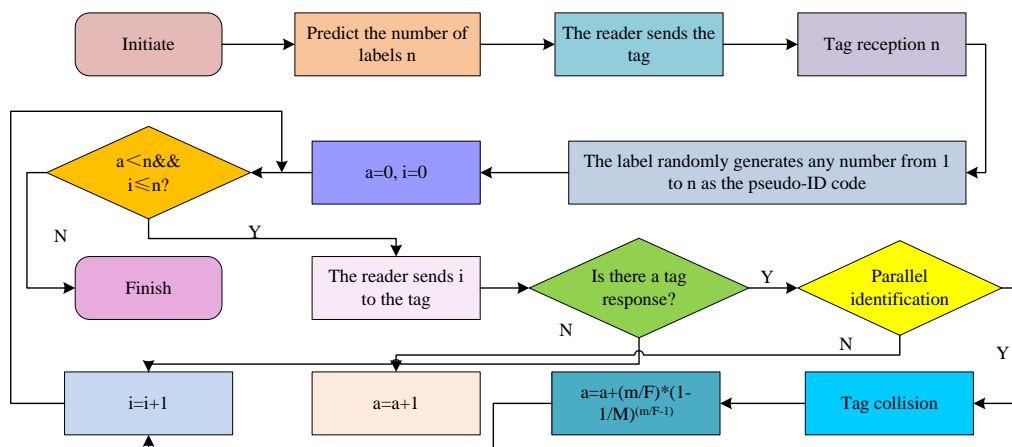 Initiate
Predict the number of
labels n
The reader sends the
tag
Tag reception n
a<n&&
i≤n?
a=0, i=0
The label randomly generates any number from 1
to n as the pseudo-ID code
N
Y
Finish
The reader sends i
to the tag
Is there a tag
response?
Y
Parallel
identification
N
N
Y
i=i+1
a=a+1
a=a+(m/F)*(1-
1/M)(m/F-1)
Tag collision